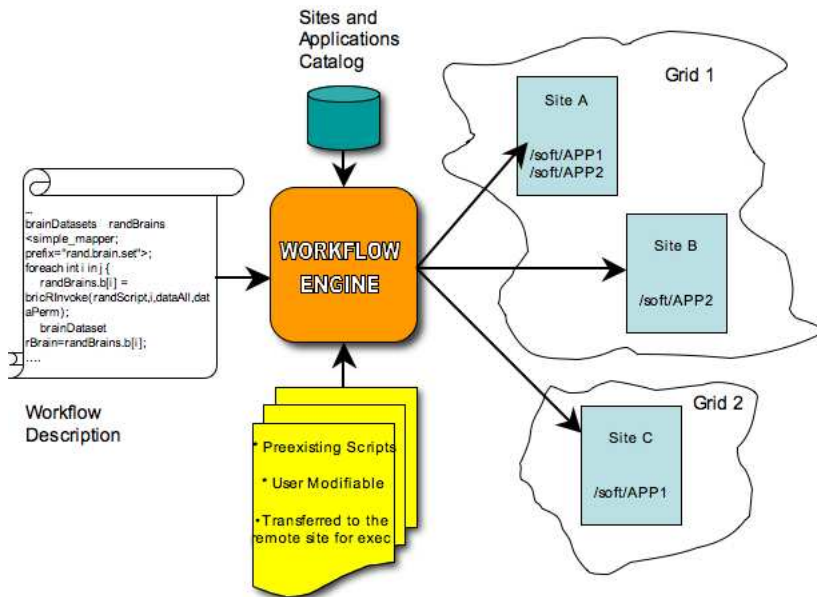 Sites and
Applications
Catalog
Grid 1
Site A
/soft/APP1
/soft/APP2
...
brainDatasets randBrains
<simple_mapper;
prefix="rand.brain.set">;
foreach int i in j {
randBrains.b[i] =
bricRInvoke(randScript,i,dataAll,dat
aPerm);
brainDataset
rBrain=randBrains.b[i];
....
WORKFLOW
ENGINE
Site B
/soft/APP2
Workflow
Description
* Preexisting Scripts
* User Modifiable
• Transferred to the
remote site for exec.
Grid 2
Site C
/soft/APP1